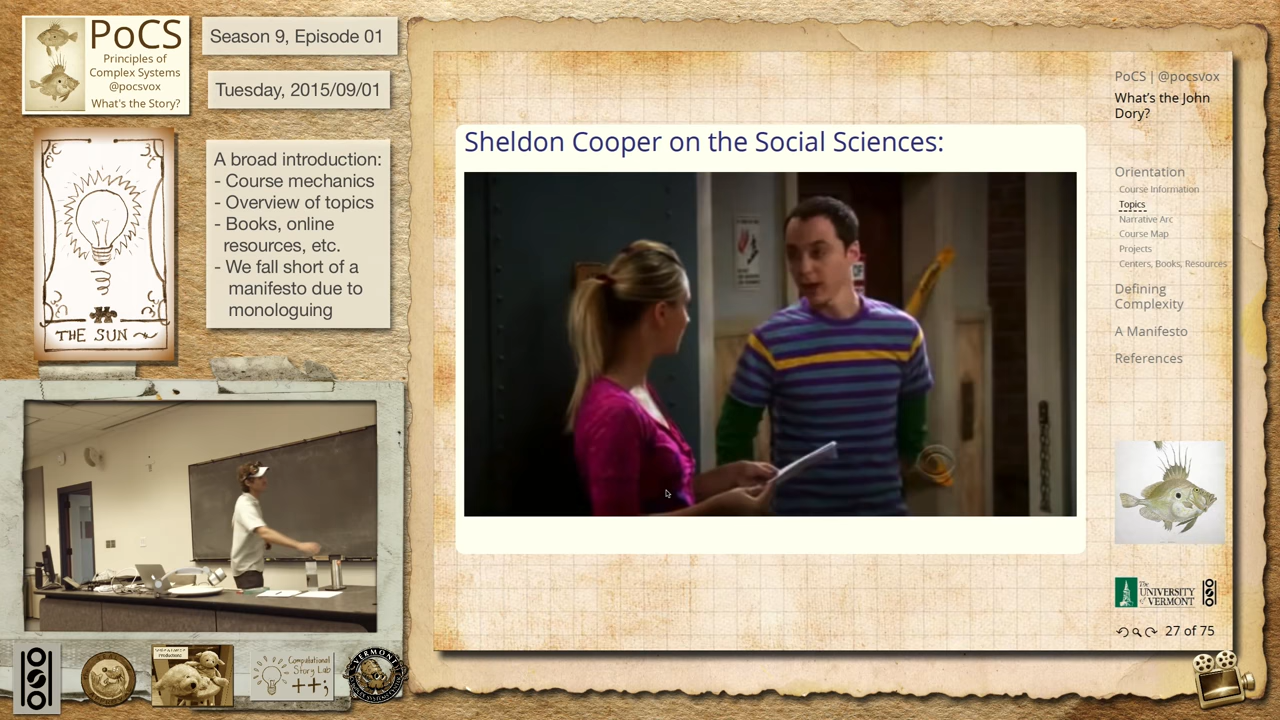 PoCS
Principles of
Complex Systems
@pocsvox
What's the Story?
Season 9, Episode 01
Tuesday, 2015/09/01
A broad introduction:
- Course mechanics
- Overview of topics
- Books, online
resources, etc.
- We fall short of a
manifesto due to
monologuing
THE SUN
Sheldon Cooper on the Social Sciences:
PoCS | @pocsvox
What's the John
Dory?
Orientation
Course Information
Topics
Narrative Arc
Course Map
Projects
Centers, Books, Resources
Defining
Complexity
A Manifesto
References
The
UNIVERSITY
of VERMONT
27 of 75
Computational
Story Lab
++;
VERMONT